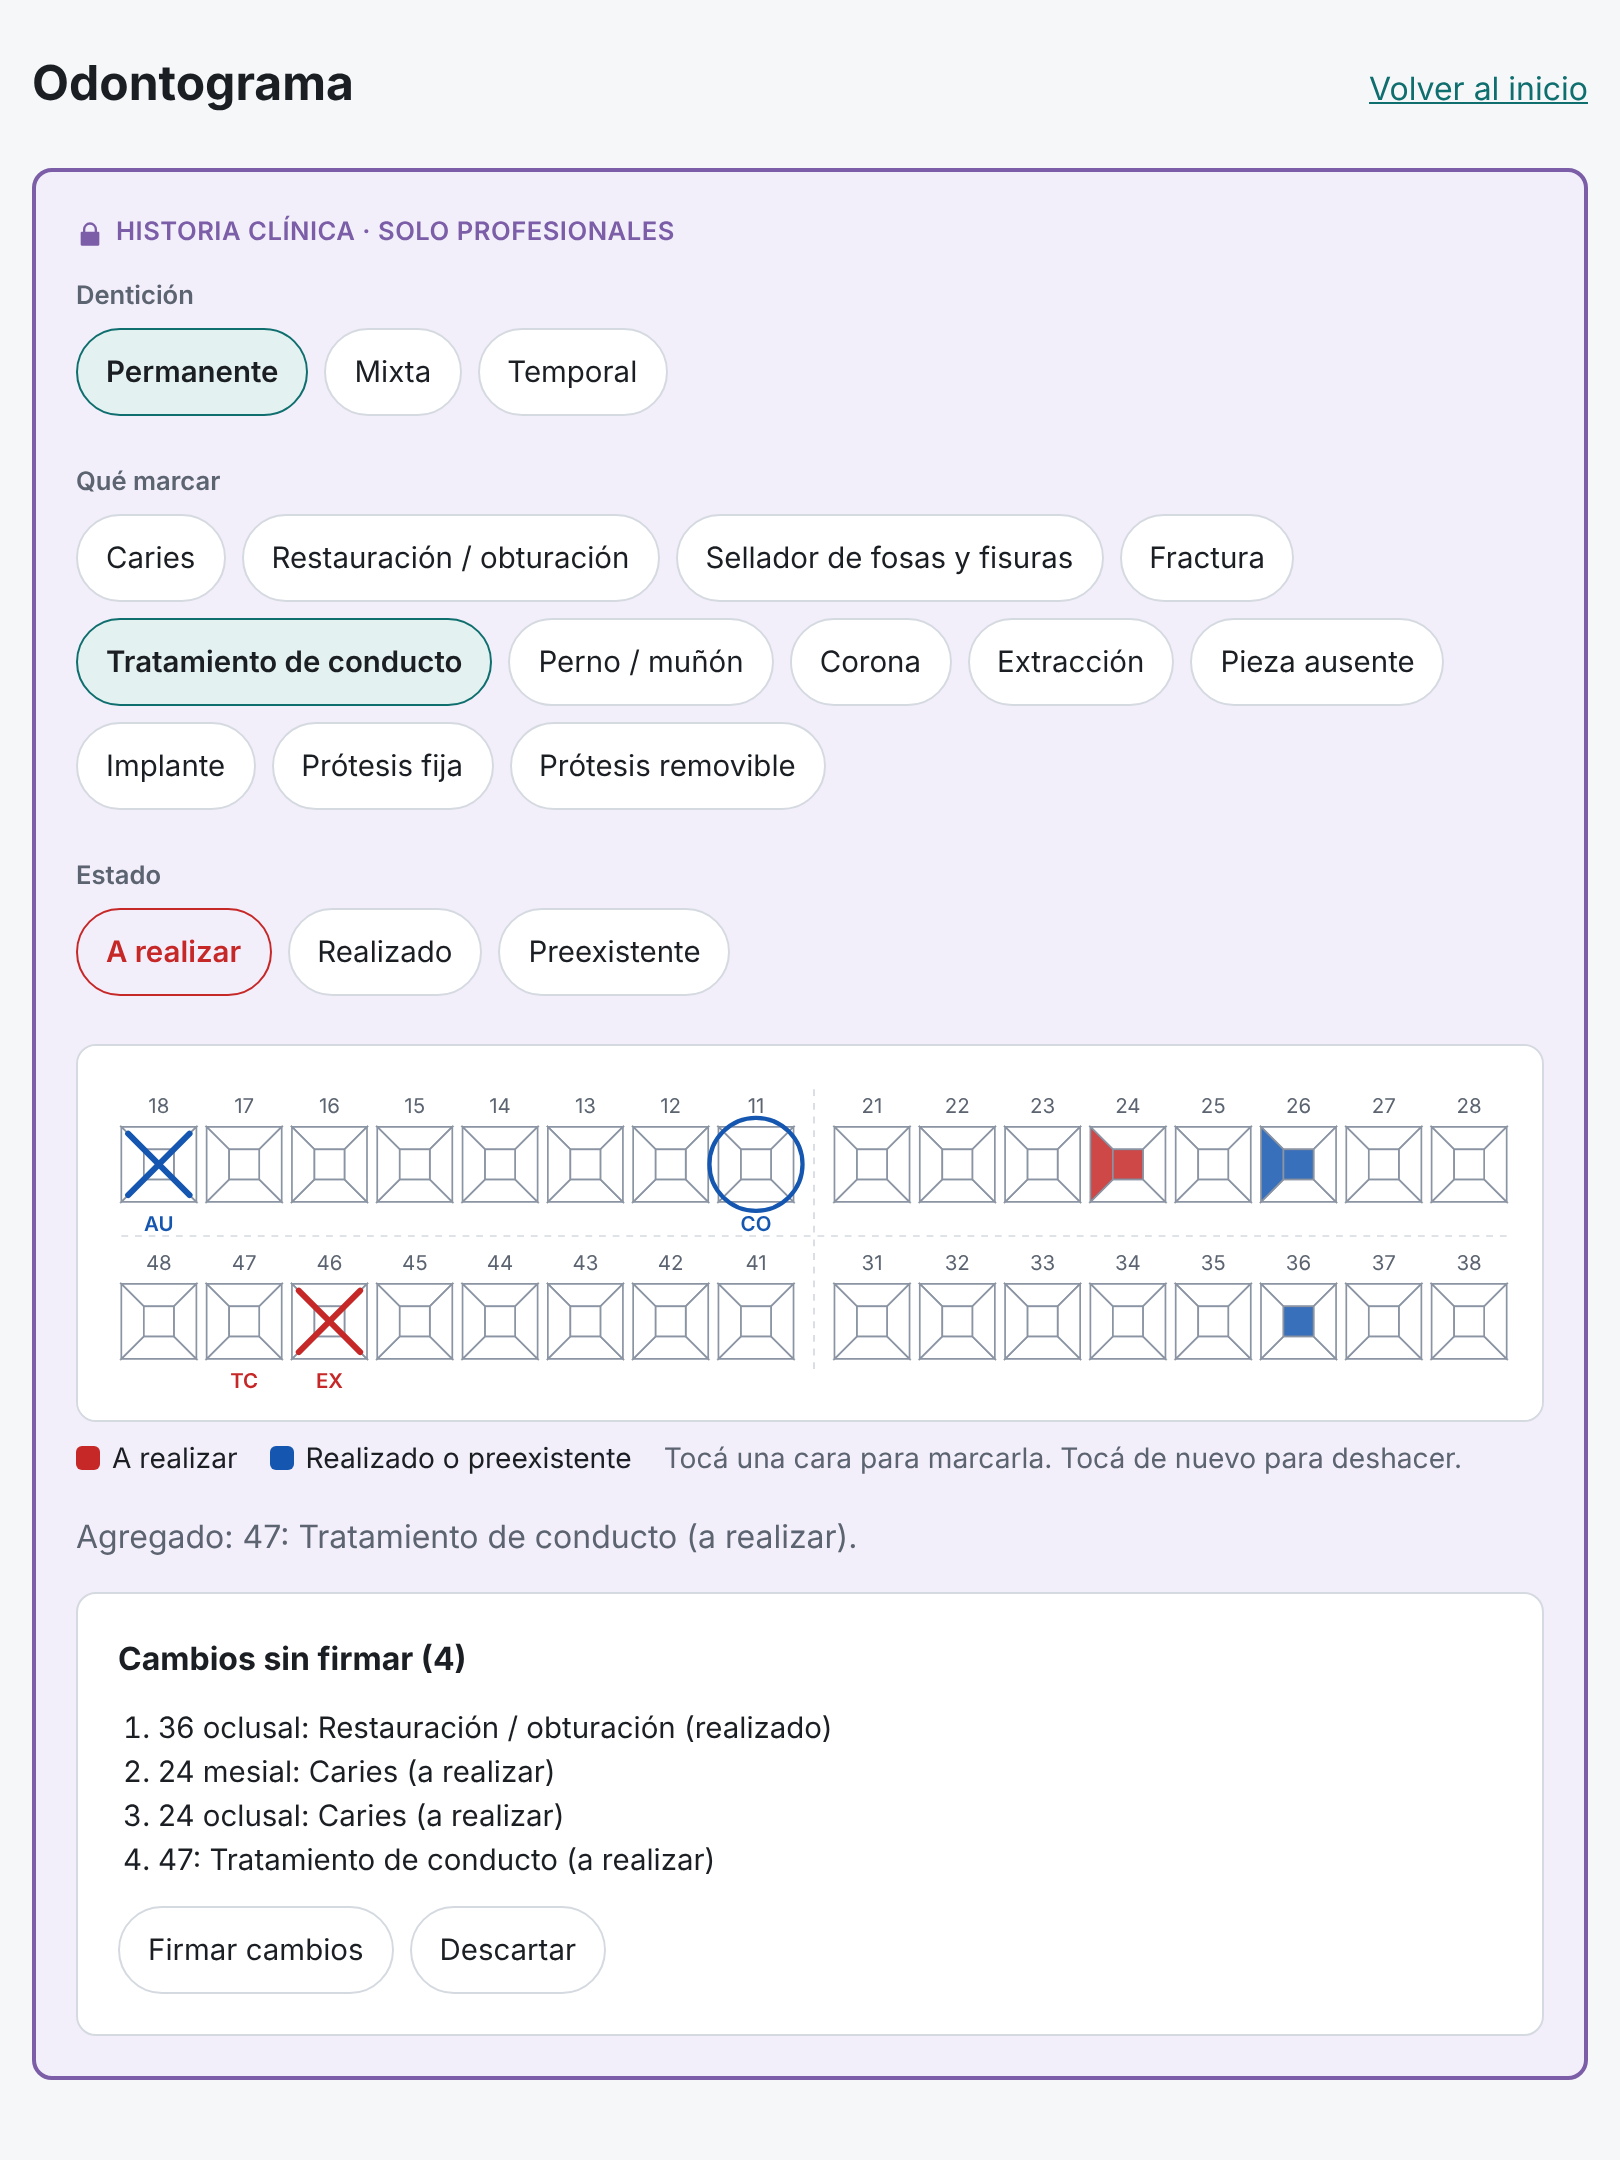 Odontograma
Volver al inicio
HISTORIA CLÍNICA · SOLO PROFESIONALES
Dentición
Permanente Mixta Temporal
Qué marcar
Caries Restauración / obturación Sellador de fosas y fisuras Fractura
Tratamiento de conducto Perno / muñón Corona Extracción Pieza ausente
Implante Prótesis fija Prótesis removible
Estado
A realizar Realizado Preexistente
18 17 16 15 14 13 12 11 21 22 23 24 25 26 27 28
AU CO
48 47 46 45 44 43 42 41 31 32 33 34 35 36 37 38
TC EX
A realizar Realizado o preexistente Tocá una cara para marcarla. Tocá de nuevo para deshacer.
Agregado: 47: Tratamiento de conducto (a realizar).
Cambios sin firmar (4)
1. 36 oclusal: Restauración / obturación (realizado)
2. 24 mesial: Caries (a realizar)
3. 24 oclusal: Caries (a realizar)
4. 47: Tratamiento de conducto (a realizar)
Firmar cambios Descartar